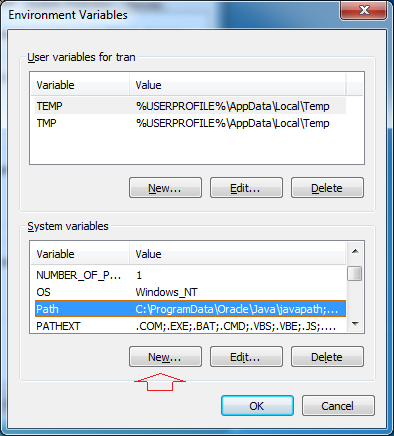 Environment Variables
User variables for tran
Variable Value
TEMP %USERPROFILE%\AppData\Local\Temp
TMP %USERPROFILE%\AppData\Local\Temp
New... Edit... Delete
System variables
Variable Value
NUMBER_OF_P... 1
OS Windows_NT
Path C:\ProgramData\Oracle\Java\javapath;...
PATHEXT .COM;.EXE;.BAT;.CMD;.VBS;.VBE;.JS;....
New... Edit... Delete
OK Cancel